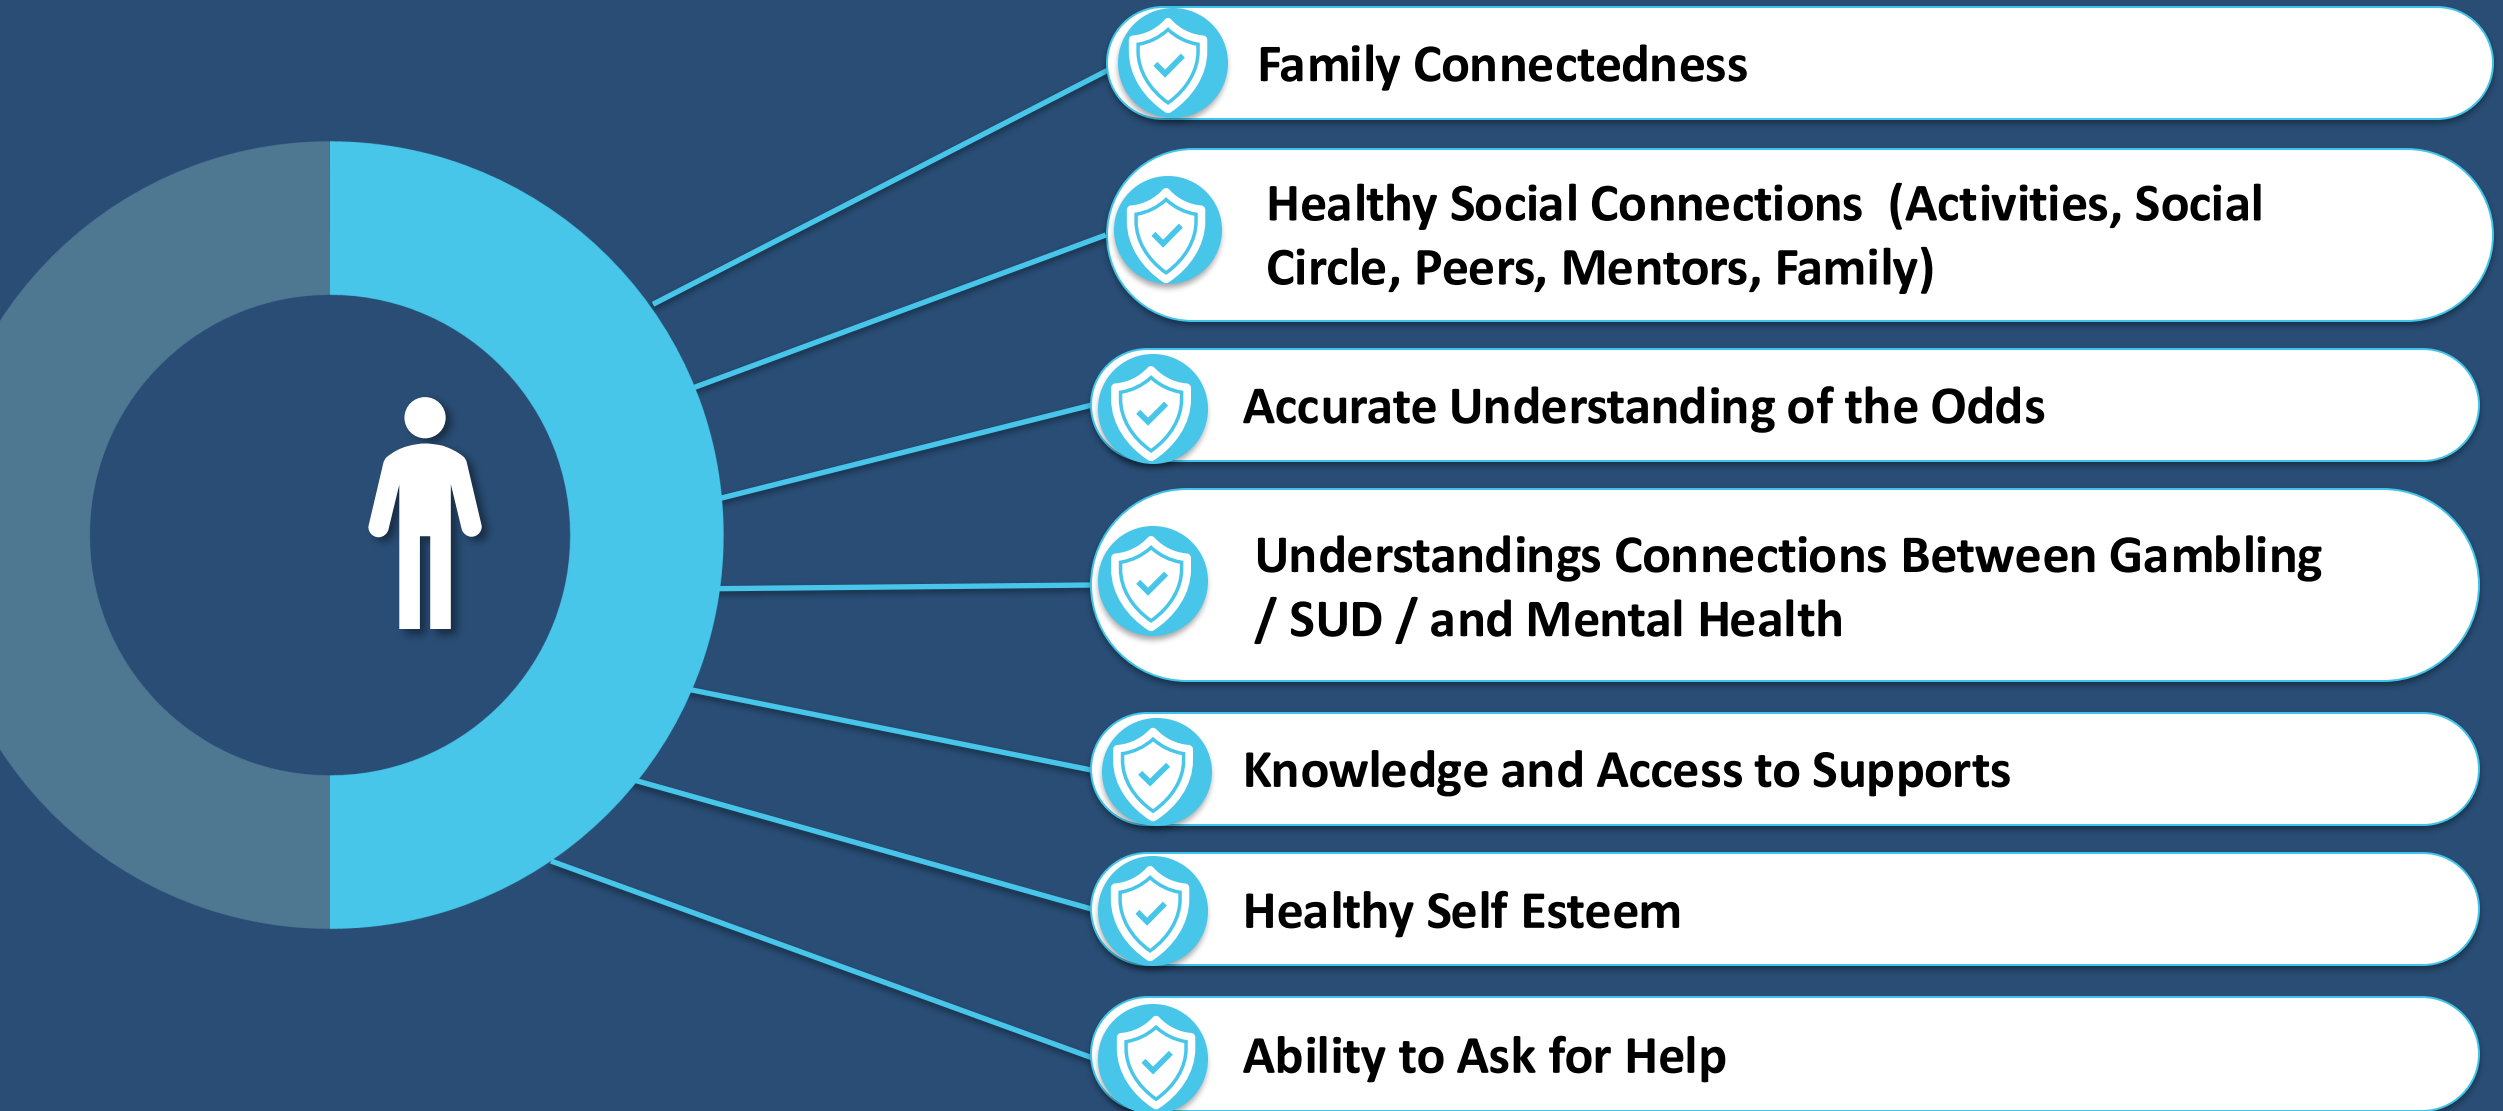 Family Connectedness
Healthy Social Connections  (Activities, Social
Circle, Peers, Mentors, Family)
Accurate Understanding of the Odds
Understandings Connections Between Gambling
/ SUD / and Mental Health
Knowledge and Access to Supports
Healthy Self Esteem
Ability to Ask for Help